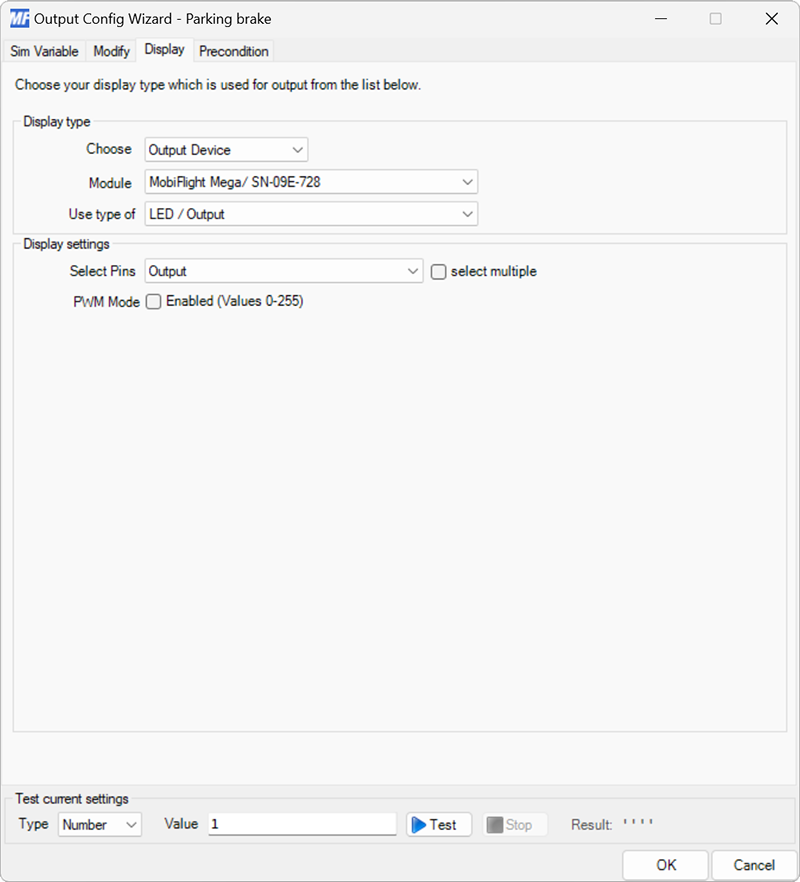 MF Output Config Wizard - Parking brake
Sim Variable Modify Display Precondition
Choose your display type which is used for output from the list below.
Display type
Choose Output Device
Module MobiFlight Mega/ SN-09E-728
Use type of LED / Output
Display settings
Select Pins Output select multiple
PWM Mode Enabled (Values 0-255)
Test current settings
Type Number Value 1 Test Stop Result: ' ' ' '
OK Cancel